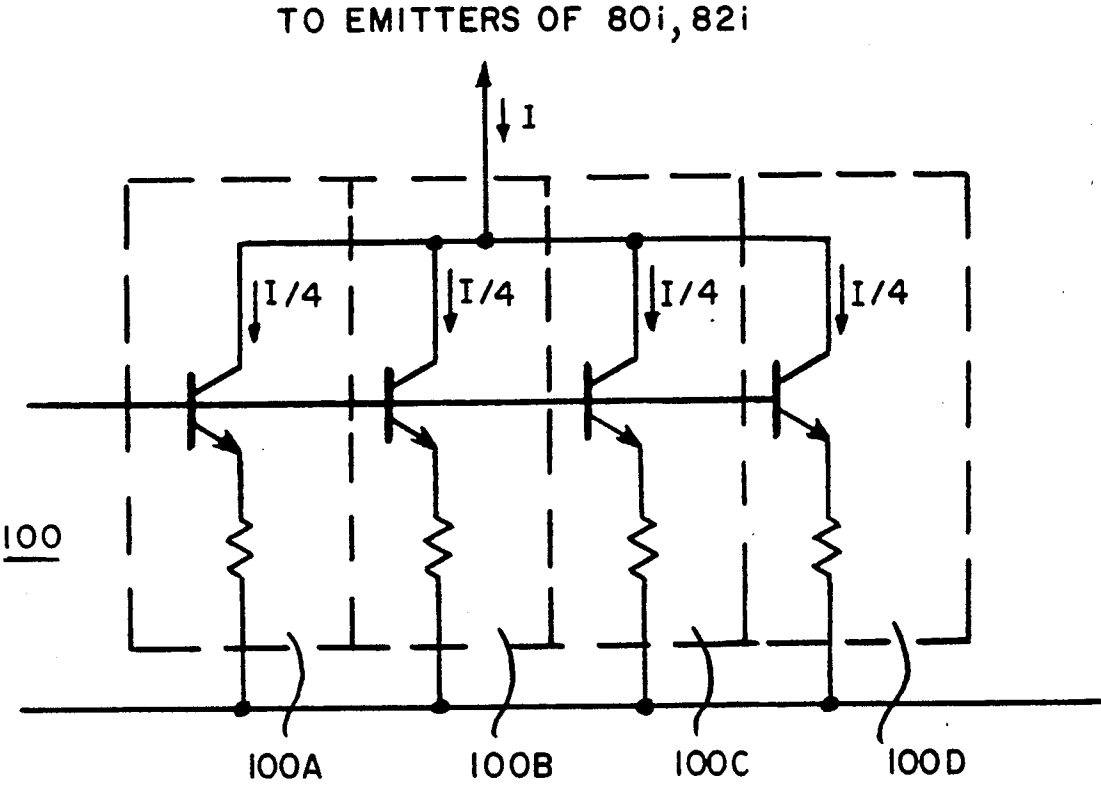 TO EMITTERS OF 80i, 82i
I
I/4 I/4 I/4 I/4
100
100A 100B 100C 100D